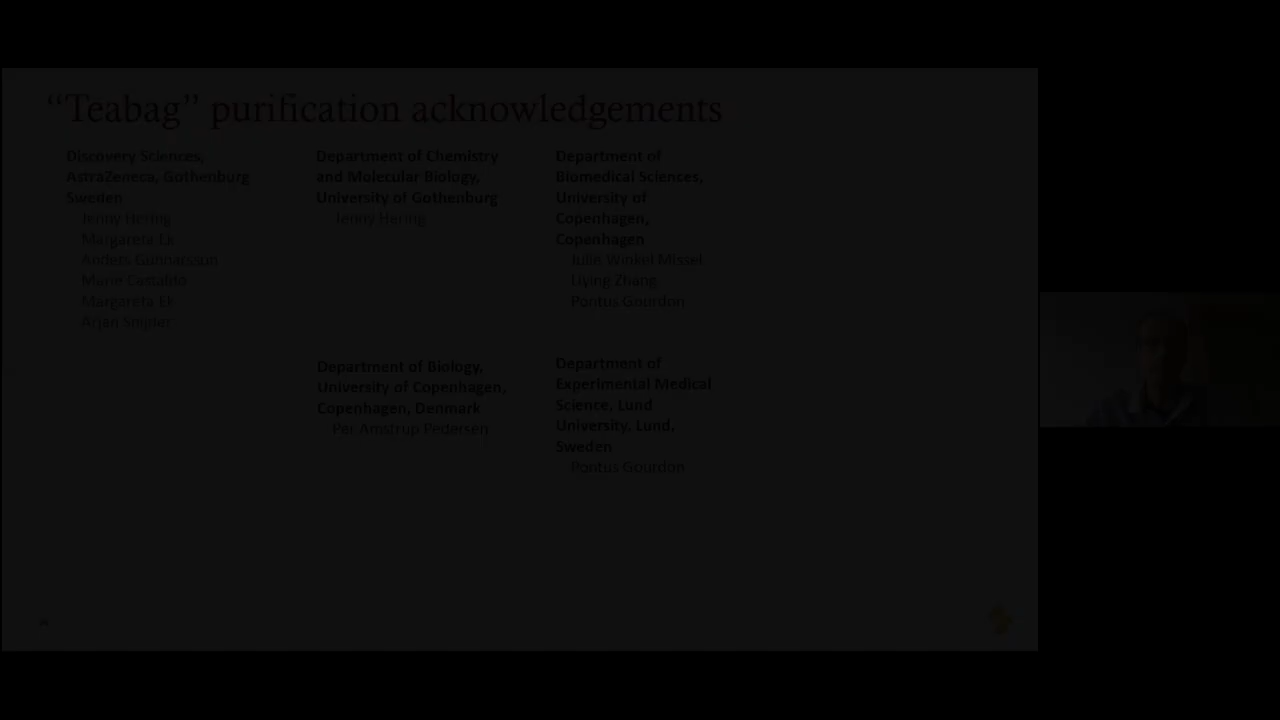 “Teabag” purification acknowledgements
Discovery Sciences,
AstraZeneca, Gothenburg
Sweden
Jenny Hering
Margareta Ek
Anders Gunnarsson
Marie Castaldo
Margareta Ek
Arjan Snijder
Department of Chemistry
and Molecular Biology,
University of Gothenburg
Jenny Hering
Department of Biology,
University of Copenhagen,
Copenhagen, Denmark
Per Amstrup Pedersen
Department of
Biomedical Sciences,
University of
Copenhagen,
Copenhagen
Julie Winkel Missel
Liying Zhang
Pontus Gourdon
Department of
Experimental Medical
Science, Lund
University, Lund,
Sweden
Pontus Gourdon